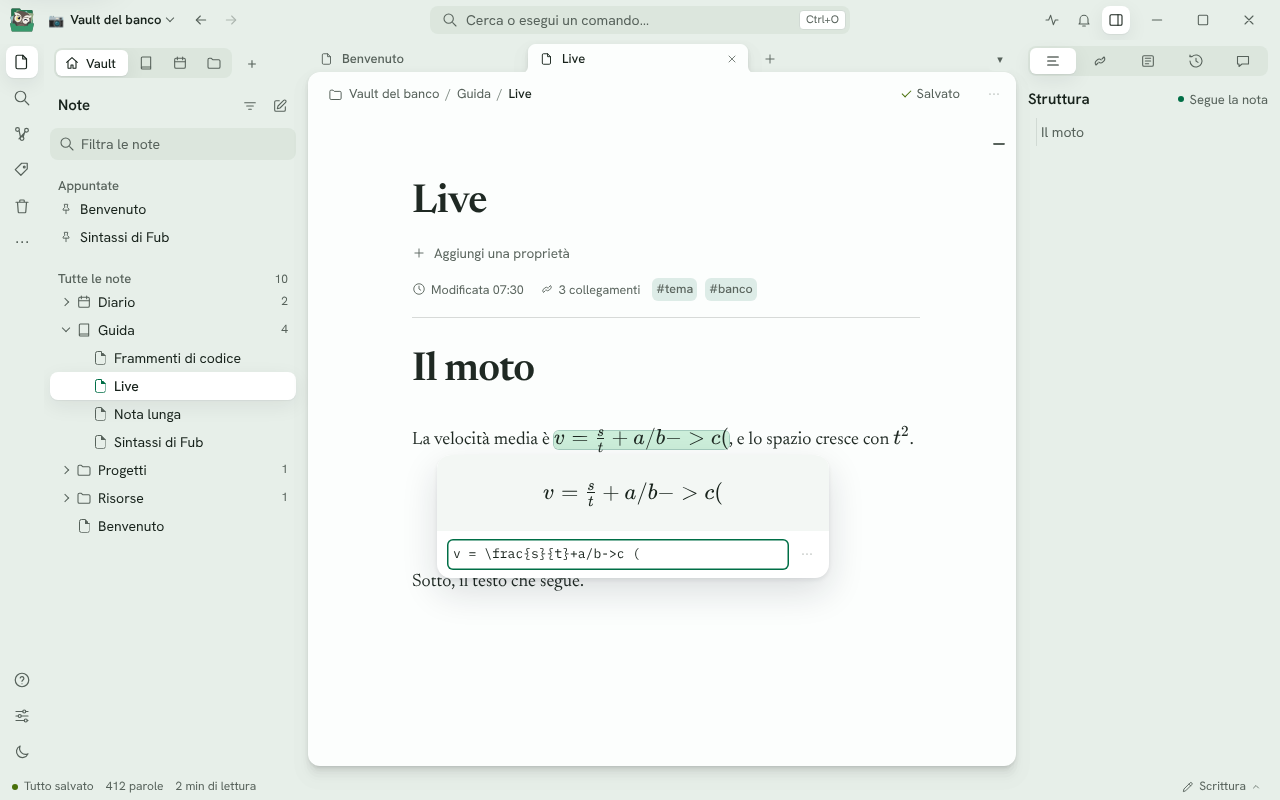 Vault del banco
Cerca o esegui un comando...
Ctrl+O
Vault
Benvenuto
Live
Note
Filtra le note
Appuntate
Benvenuto
Sintassi di Fub
Tutte le note 10
Diario 2
Guida 4
Frammenti di codice
Live
Nota lunga
Sintassi di Fub
Progetti 1
Risorse 1
Benvenuto
Vault del banco / Guida / Live
Salvato
Live
Aggiungi una proprietà
Modificata 07:30 3 collegamenti #tema #banco
Il moto
La velocità media è v = s/t + a/b− > c(, e lo spazio cresce con t².
v = s/t + a/b− > c(
v = \frac{s}{t}+a/b->c (
Sotto, il testo che segue.
Struttura
Segue la nota
Il moto
Tutto salvato 412 parole 2 min di lettura
Scrittura